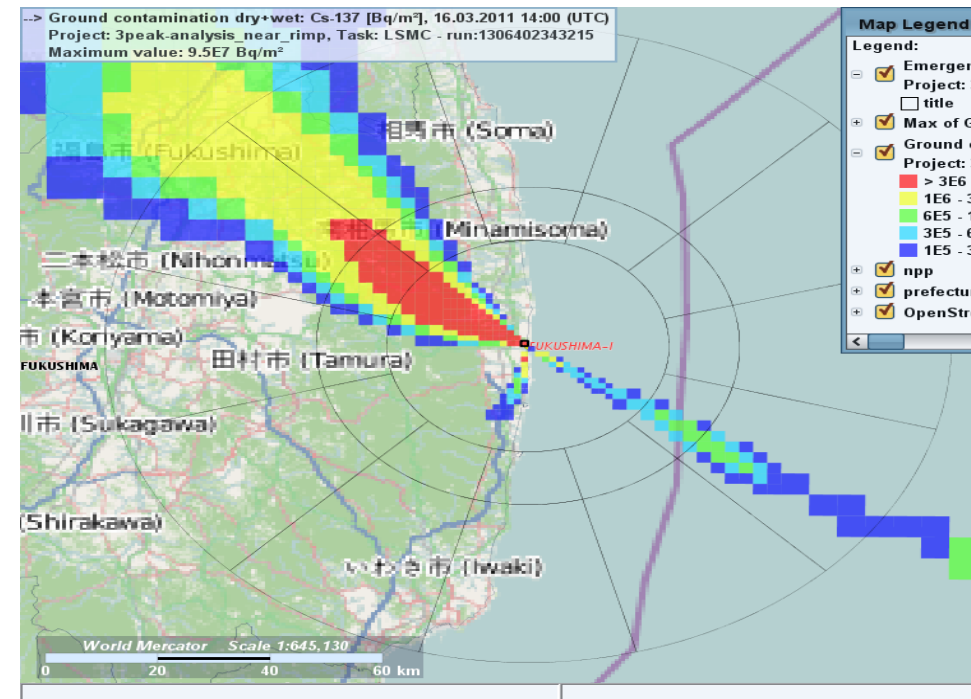 --> Ground contamination dry+wet: Cs-137 [Bq/m²], 16.03.2011 14:00 (UTC)
Project: 3peak-analysis_near_rimp, Task: LSMC - run:1306402343215
Maximum value: 9.5E7 Bq/m²
Map Legend
Legend:
Emergen
Project:
title
Max of G
Ground
Project:
> 3E6
1E6 - 3
6E5 - 1
3E5 - 6
1E5 - 3
npp
prefectu
OpenStr
相馬市 (Soma)
福島市 (Fukushima)
(Minamisoma)
二本松市 (Nihonmatsu)
本宮市 (Motomiya)
市 (Koriyama)
FUKUSHIMA-I
田村市 (Tamura)
FUKUSHIMA
川市 (Sukagawa)
(Shirakawa)
いわき市 (Iwaki)
World Mercator Scale 1:645,130
0 20 40 60 km